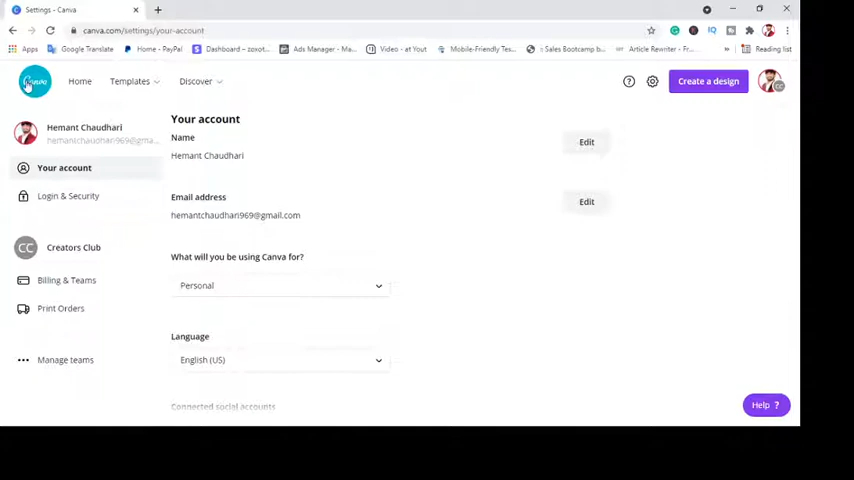 Settings - Canva
canva.com/settings/your-account
Apps
Google Translate
Home - PayPal
Dashboard – zoxot...
Ads Manager - Ma...
Video - at Yout
Mobile-Friendly Tes...
Sales Bootcamp b...
Article Rewriter - Fr...
Reading list
Canva
Home
Templates
Discover
Create a design
CC
Hemant Chaudhari
hemantchaudhari969@gma...
Your account
Login & Security
CC
Creators Club
Billing & Teams
Print Orders
Manage teams
Your account
Name
Edit
Hemant Chaudhari
Email address
Edit
hemantchaudhari969@gmail.com
What will you be using Canva for?
Personal
Language
English (US)
Connected social accounts
Help ?